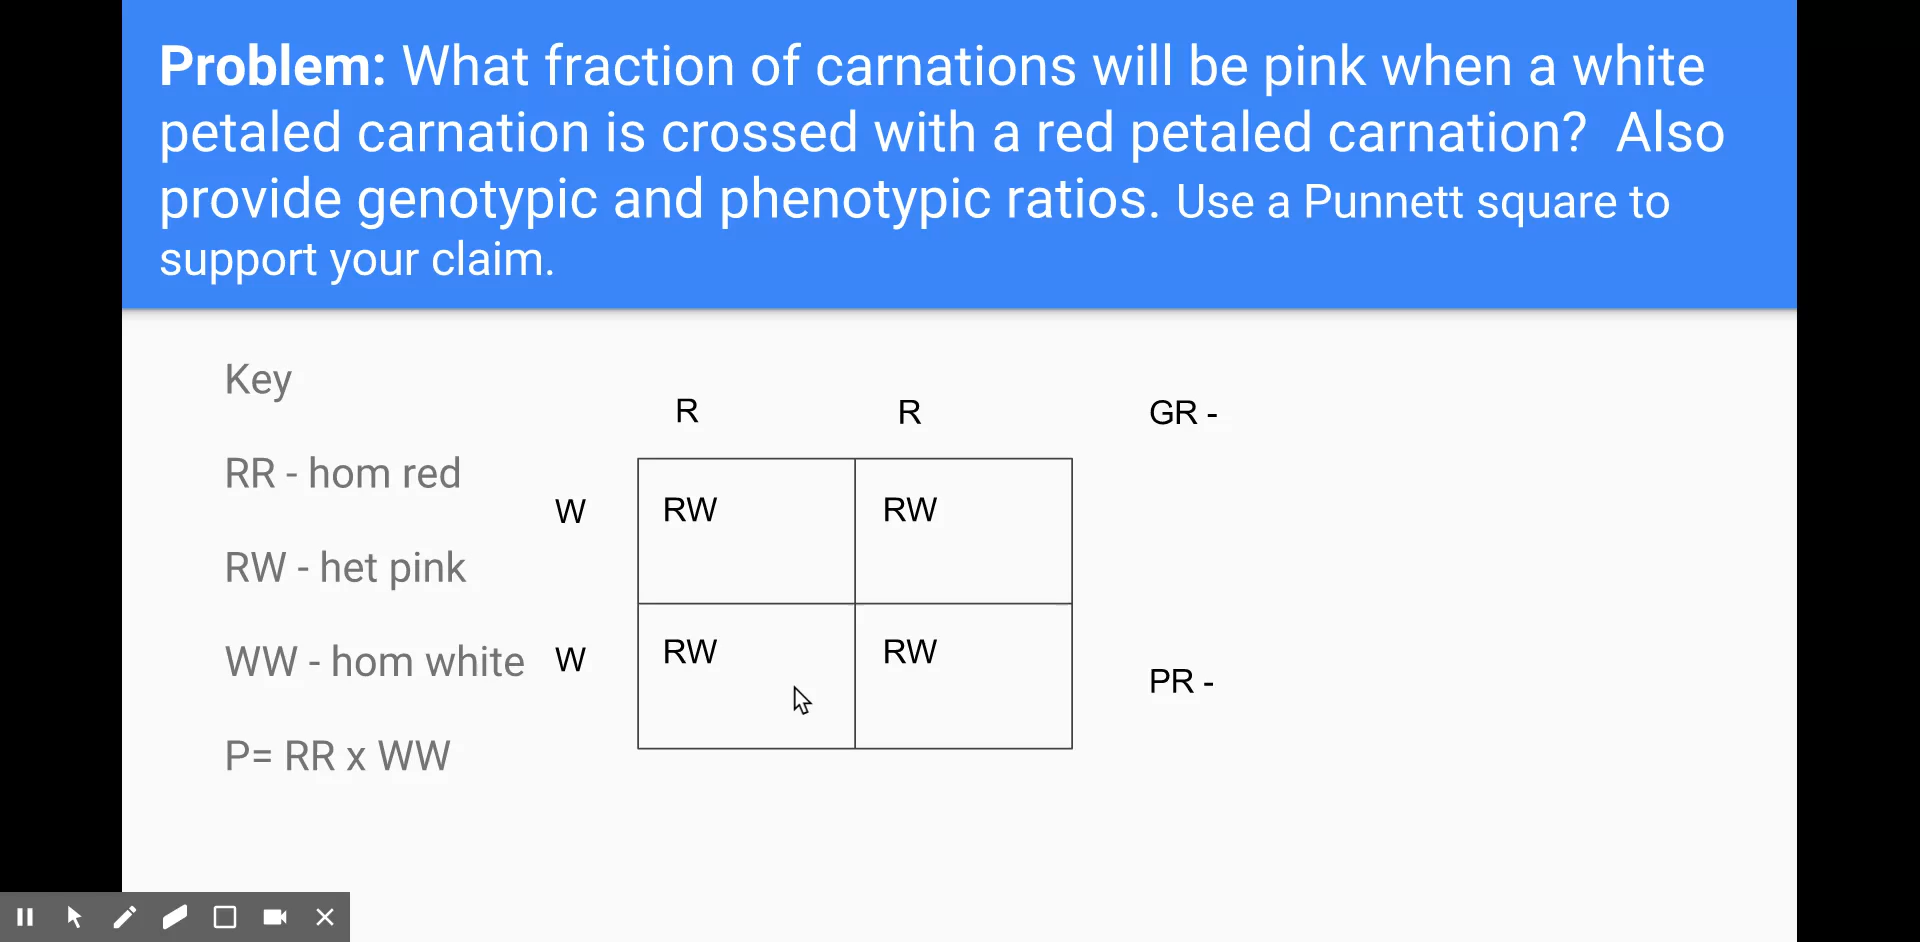 Problem: What fraction of carnations will be pink when a white
petaled carnation is crossed with a red petaled carnation?  Also
provide genotypic and phenotypic ratios. Use a Punnett square to
support your claim.
Key
RR - hom red
RW - het pink
WW - hom white
P= RR x WW
R R
W RW RW
W RW RW
GR -
PR -